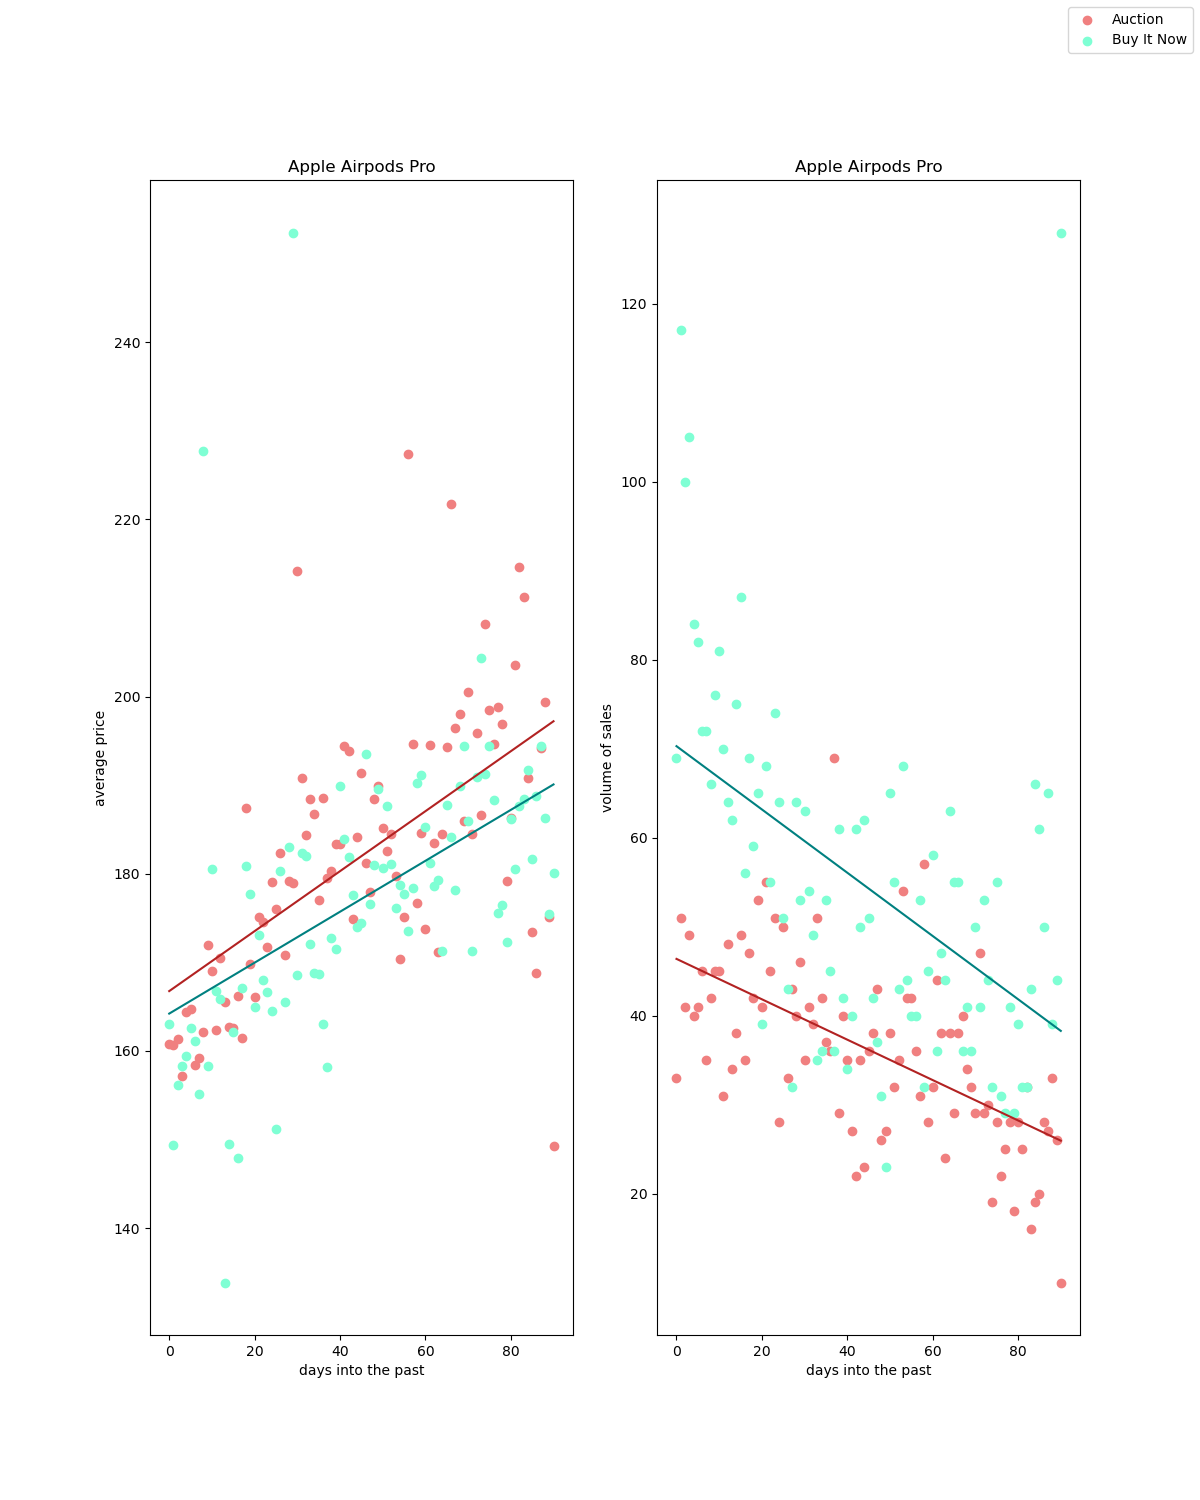 Auction
Buy It Now
Apple Airpods Pro
average price
240
220
200
180
160
140
0 20 40 60 80
days into the past
Apple Airpods Pro
volume of sales
120
100
80
60
40
20
0 20 40 60 80
days into the past